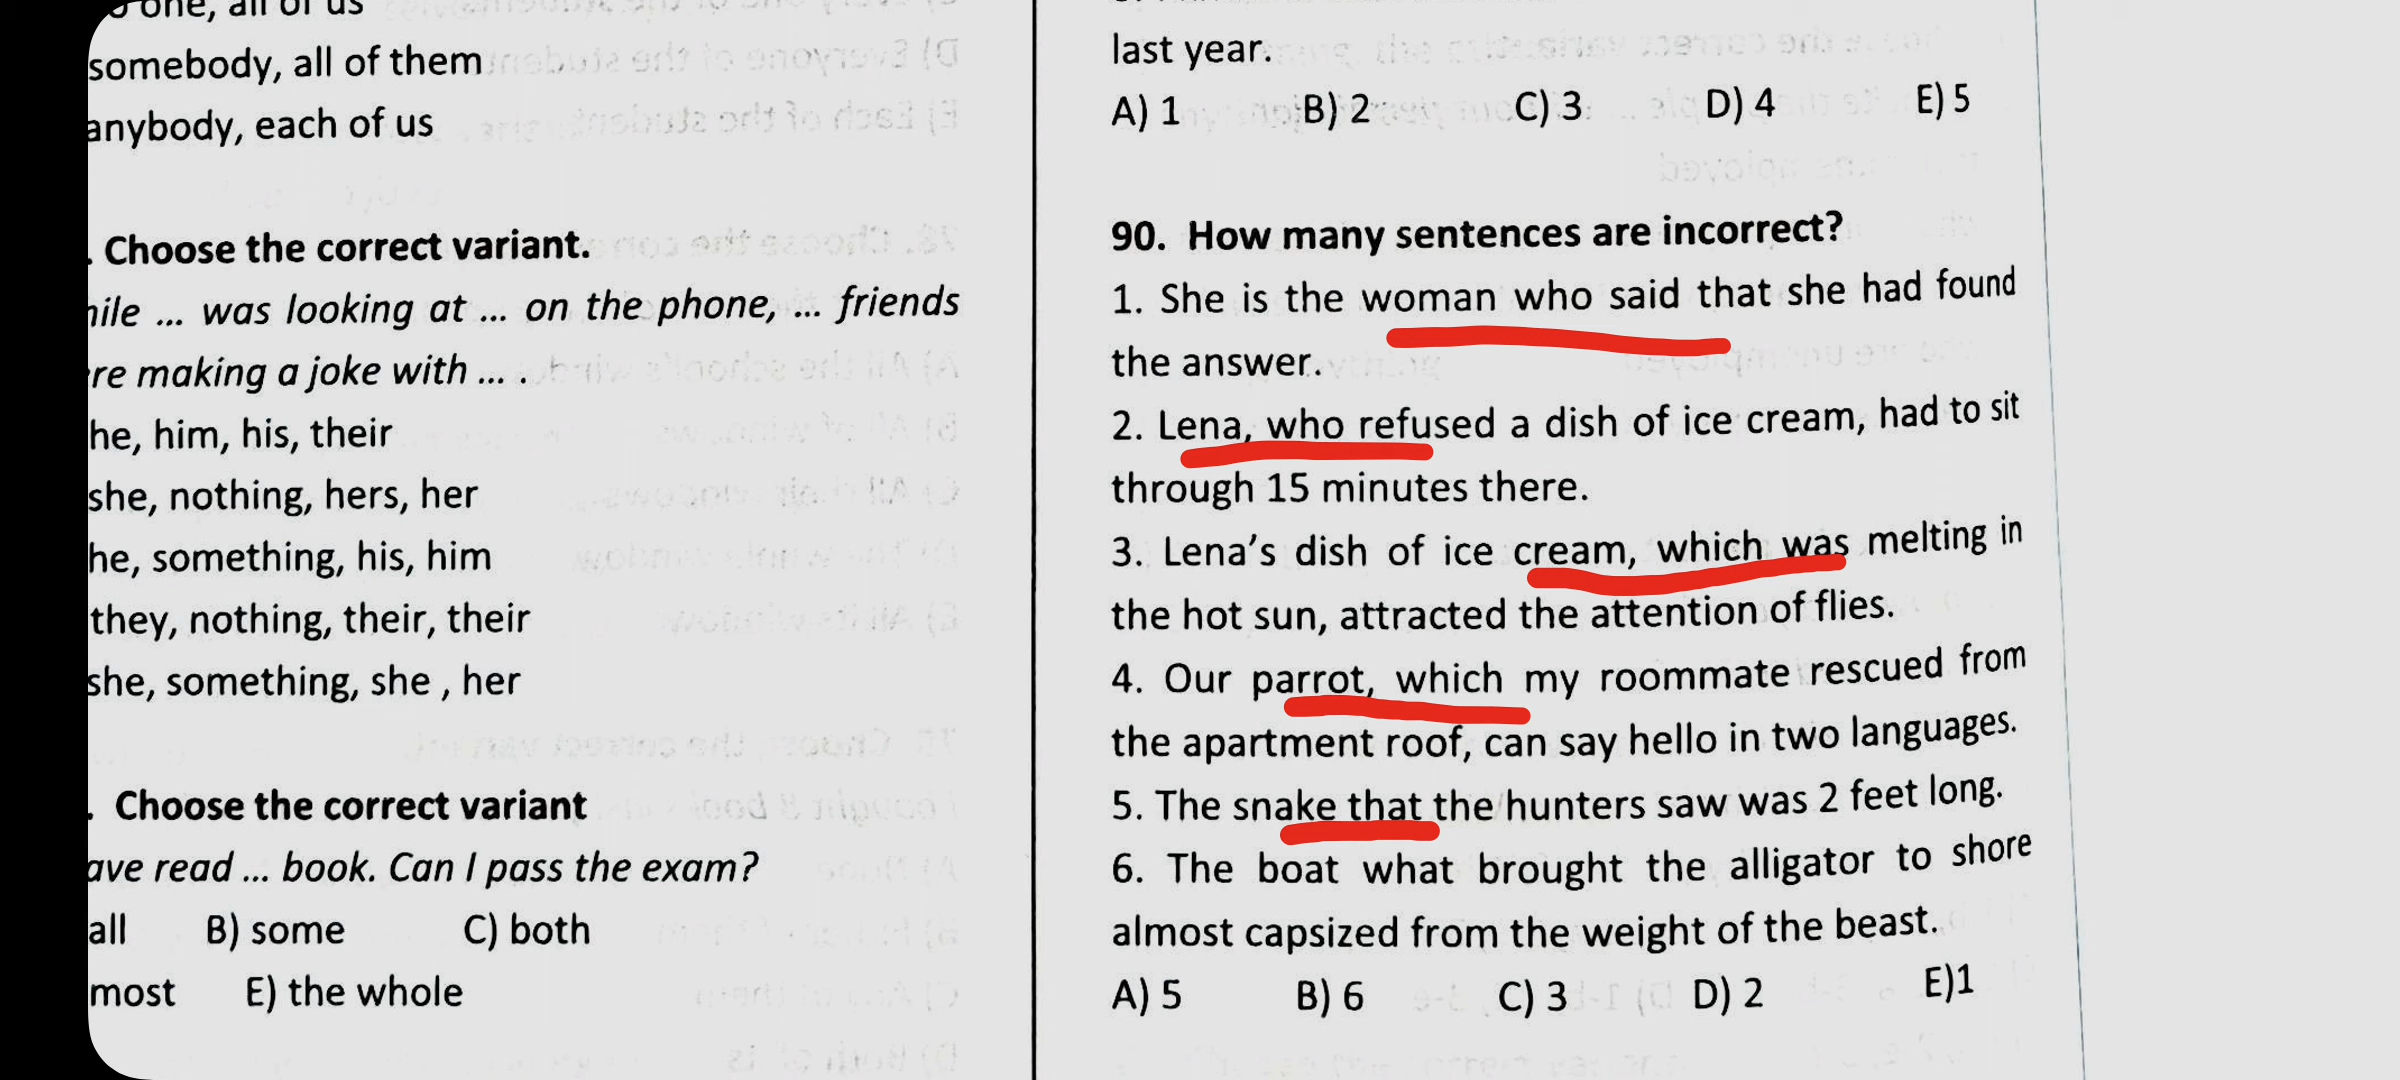 one, all of us
somebody, all of them
anybody, each of us
. Choose the correct variant.
ile ... was looking at ... on the phone, ... friends
re making a joke with ... .
he, him, his, their
she, nothing, hers, her
he, something, his, him
they, nothing, their, their
she, something, she , her
. Choose the correct variant
ave read ... book. Can I pass the exam?
all B) some C) both
most E) the whole
last year.
A) 1 B) 2 C) 3 D) 4 E) 5
90. How many sentences are incorrect?
1. She is the woman who said that she had found
the answer.
2. Lena, who refused a dish of ice cream, had to sit
through 15 minutes there.
3. Lena’s dish of ice cream, which was melting in
the hot sun, attracted the attention of flies.
4. Our parrot, which my roommate rescued from
the apartment roof, can say hello in two languages.
5. The snake that the hunters saw was 2 feet long.
6. The boat what brought the alligator to shore
almost capsized from the weight of the beast.
A) 5 B) 6 C) 3 D) 2 E)1